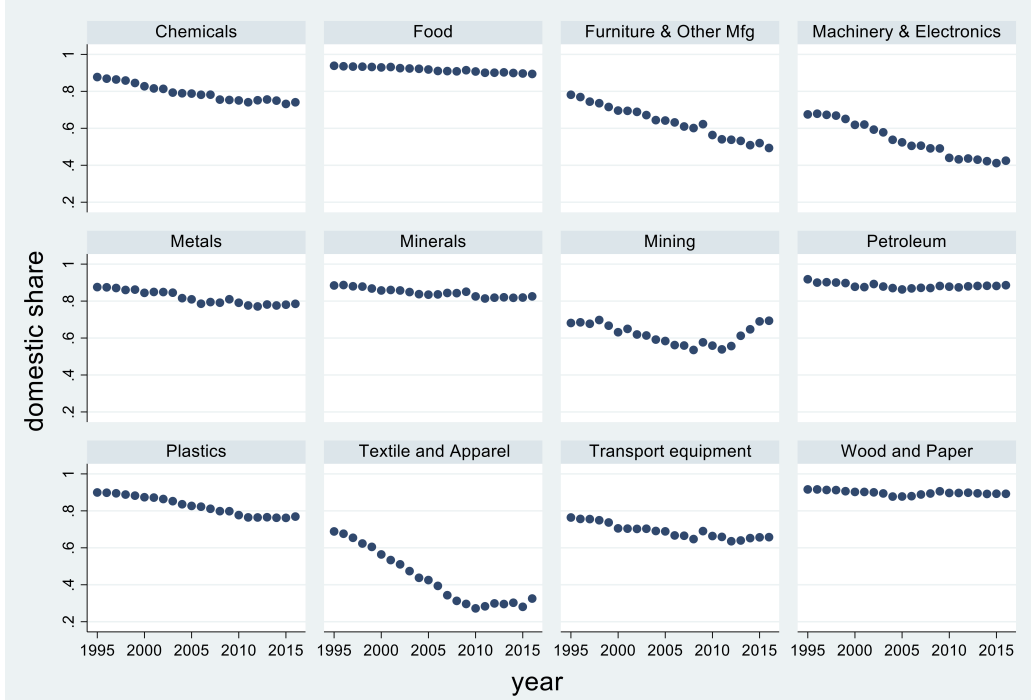 Chemicals Food Furniture & Other Mfg Machinery & Electronics
1
.8
.6
.4
.2
Metals Minerals Mining Petroleum
1
.8
.6
.4
.2
domestic share
Plastics Textile and Apparel Transport equipment Wood and Paper
1
.8
.6
.4
.2
1995 2000 2005 2010 2015 1995 2000 2005 2010 2015 1995 2000 2005 2010 2015 1995 2000 2005 2010 2015
year